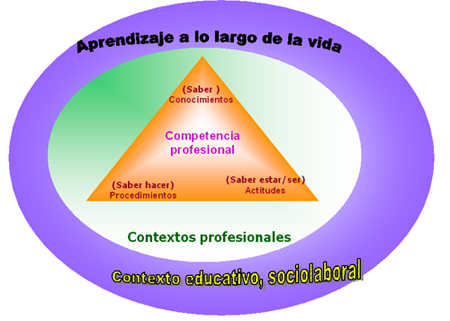 Aprendizaje a lo largo de la vida
(Saber )
Conocimientos
Competencia
profesional
(Saber hacer)
Procedimientos
(Saber estar/ser)
Actitudes
Contextos profesionales
Contexto educativo, sociolaboral